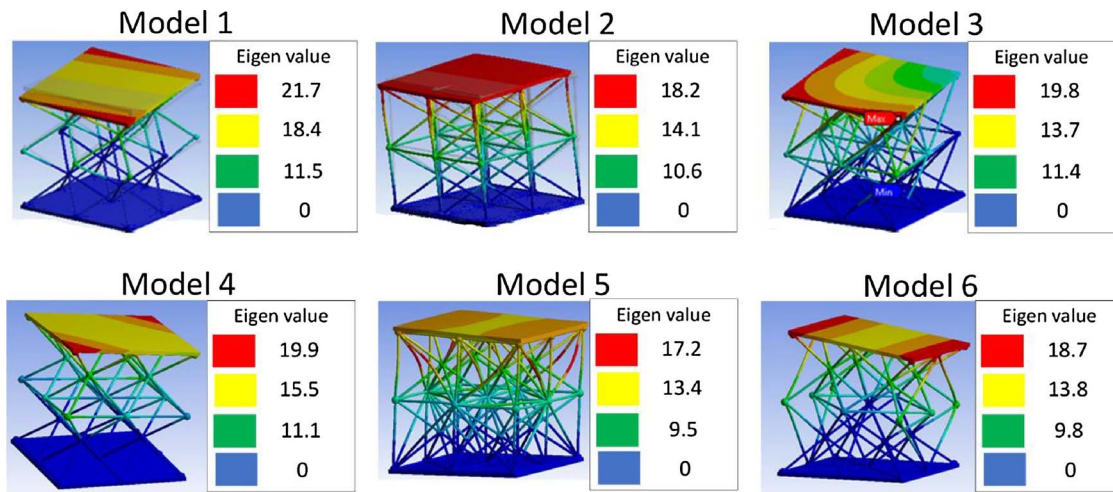 Model 1
Eigen value
21.7
18.4
11.5
0
Model 2
Eigen value
18.2
14.1
10.6
0
Model 3
Max
Min
Eigen value
19.8
13.7
11.4
0
Model 4
Eigen value
19.9
15.5
11.1
0
Model 5
Eigen value
17.2
13.4
9.5
0
Model 6
Eigen value
18.7
13.8
9.8
0